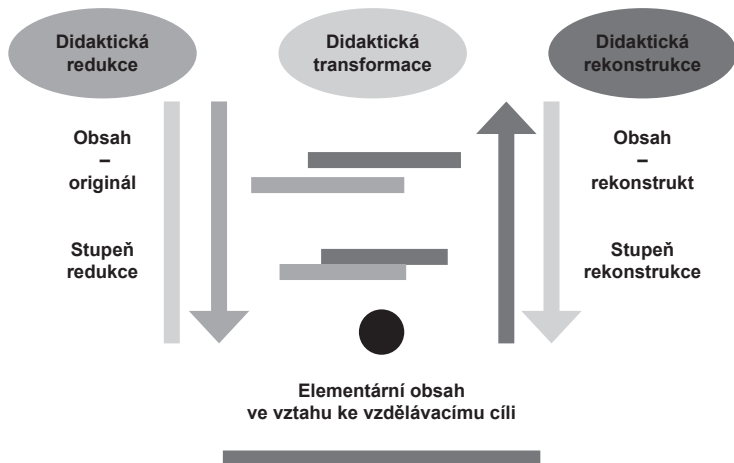 Didaktická
redukce
Didaktická
transformace
Didaktická
rekonstrukce
Obsah
–
originál
Obsah
–
rekonstrukt
Stupeň
redukce
Stupeň
rekonstrukce
Elementární obsah
ve vztahu ke vzdělávacímu cíli